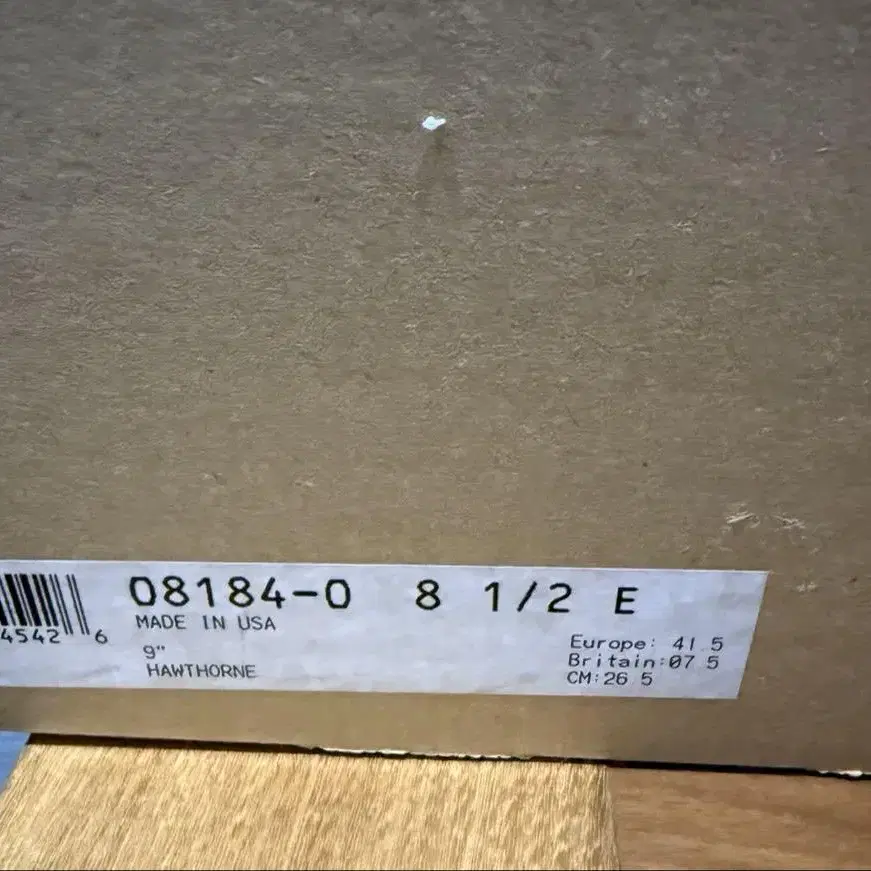 08184-0 8 1/2 E
4542 6
MADE IN USA
9"
HAWTHORNE
Europe: 41 5
Britain:07 5
CM:26 5